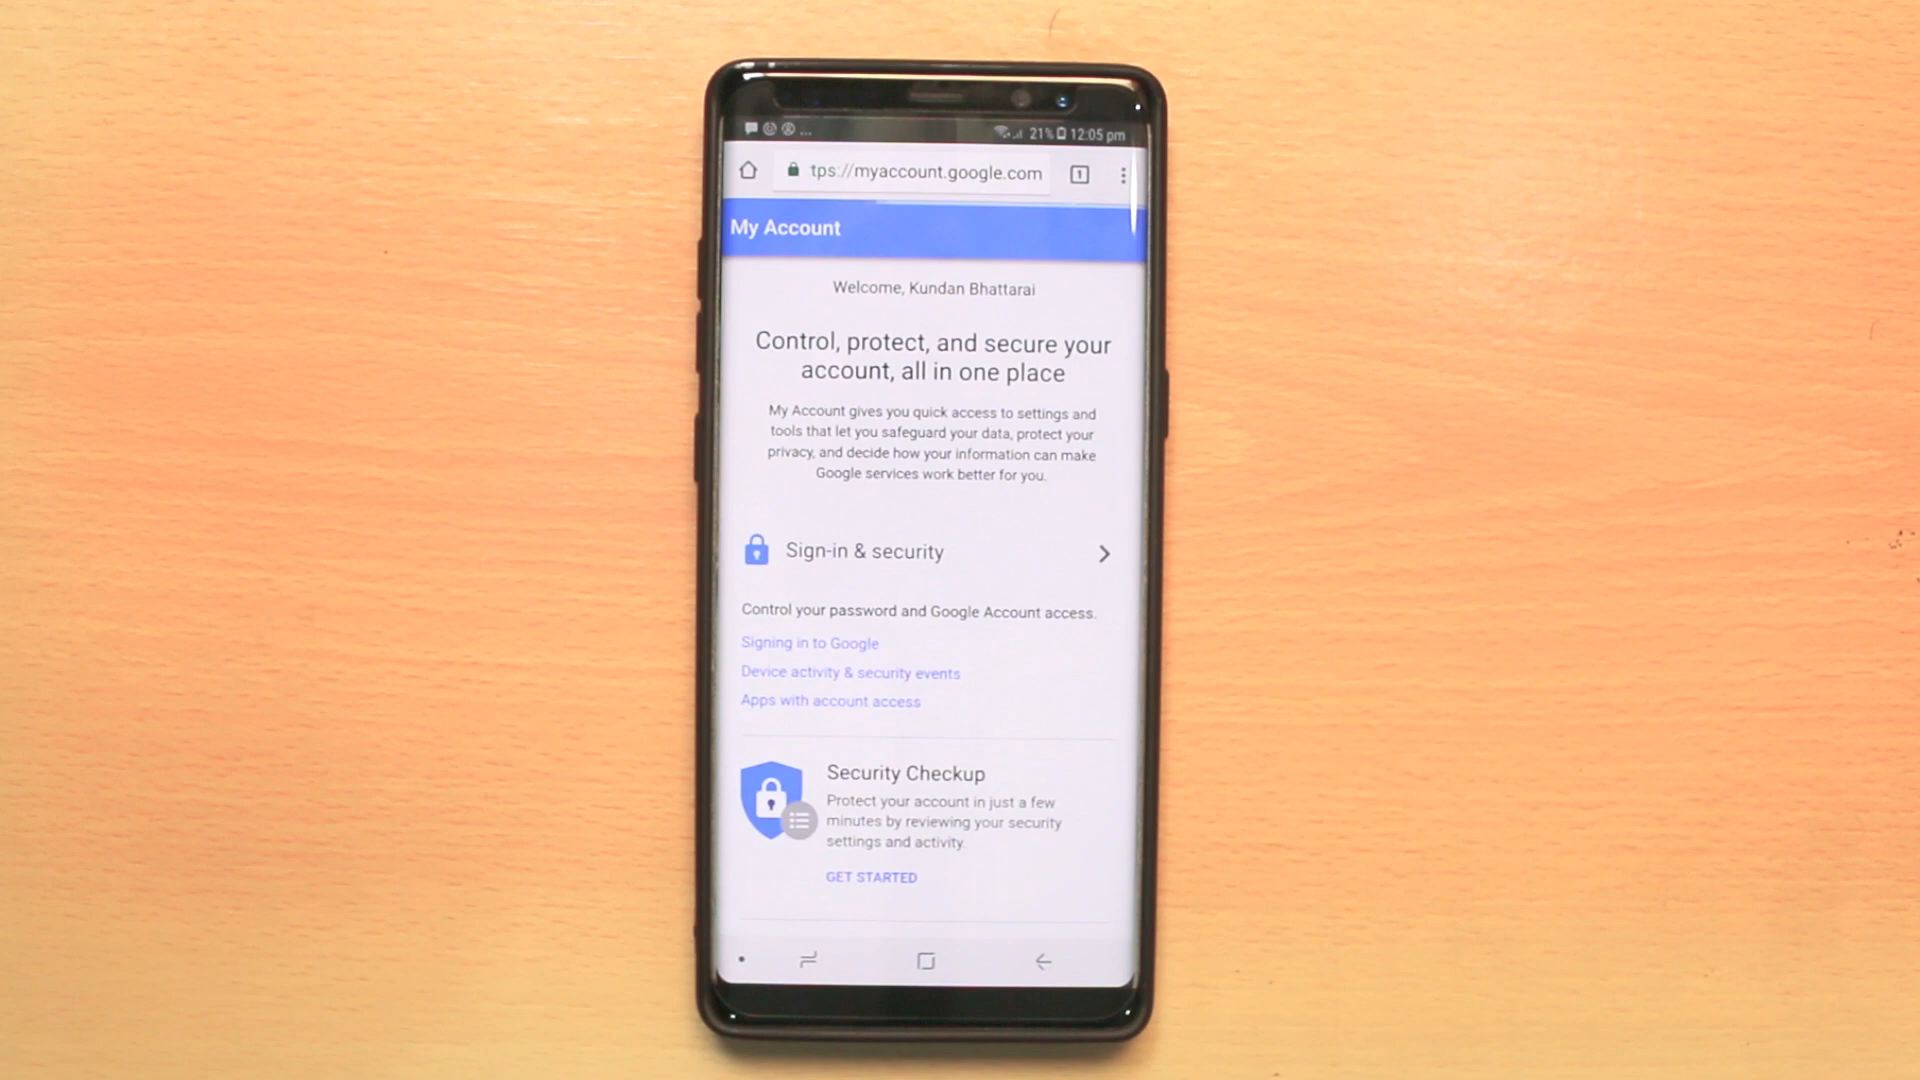 ... 21% 12:05 pm
tps://myaccount.google.com 1
My Account
Welcome, Kundan Bhattarai
Control, protect, and secure your
account, all in one place
My Account gives you quick access to settings and
tools that let you safeguard your data, protect your
privacy, and decide how your information can make
Google services work better for you.
Sign-in & security
Control your password and Google Account access.
Signing in to Google
Device activity & security events
Apps with account access
Security Checkup
Protect your account in just a few
minutes by reviewing your security
settings and activity.
GET STARTED